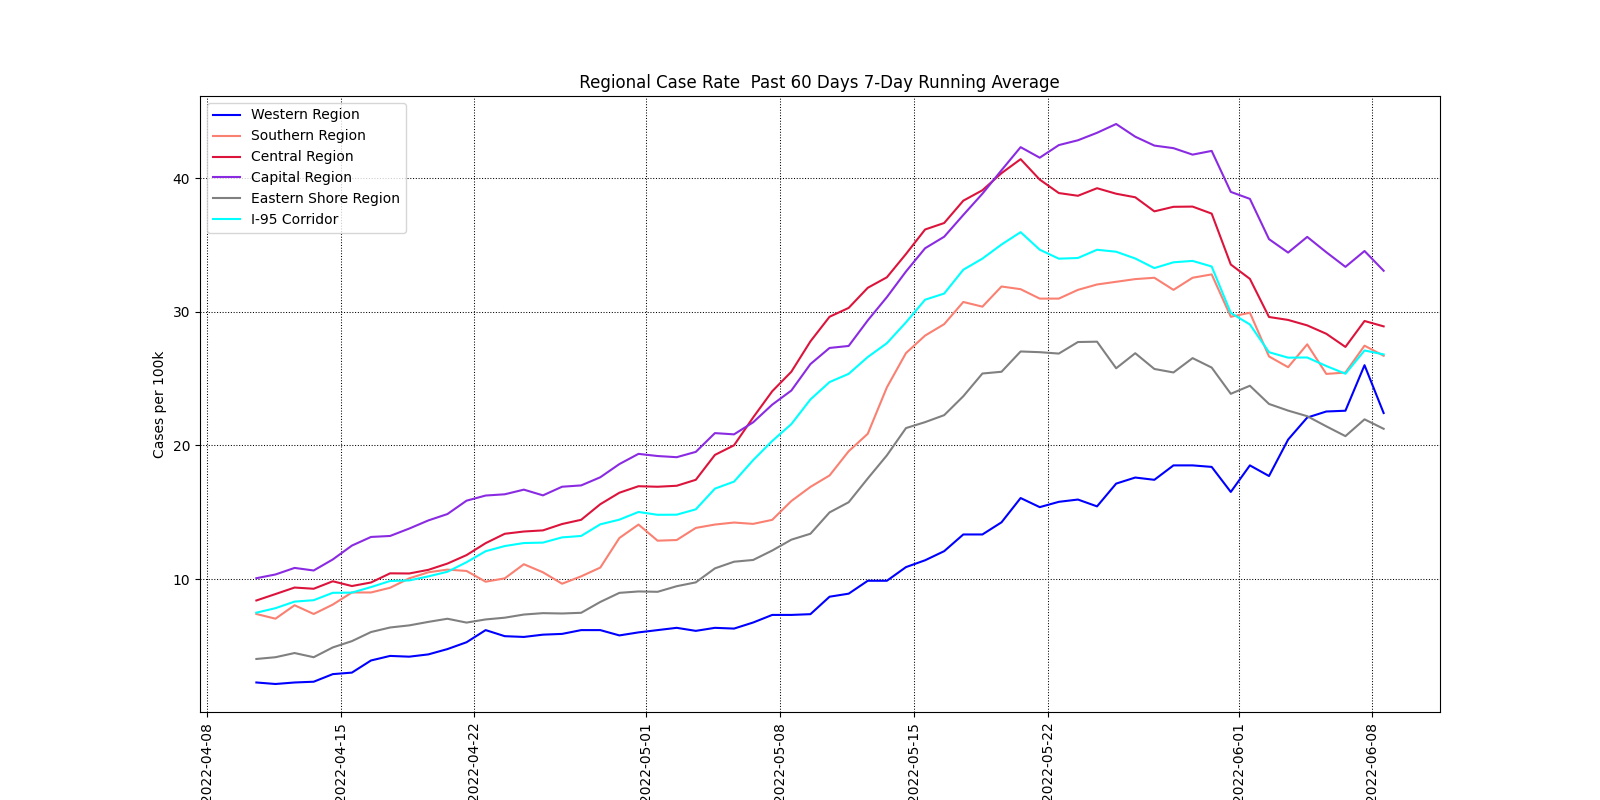 Regional Case Rate  Past 60 Days 7-Day Running Average
Western Region
Southern Region
Central Region
Capital Region
Eastern Shore Region
I-95 Corridor
Cases per 100k
40
30
20
10
2022-04-08
2022-04-15
2022-04-22
2022-05-01
2022-05-08
2022-05-15
2022-05-22
2022-06-01
2022-06-08